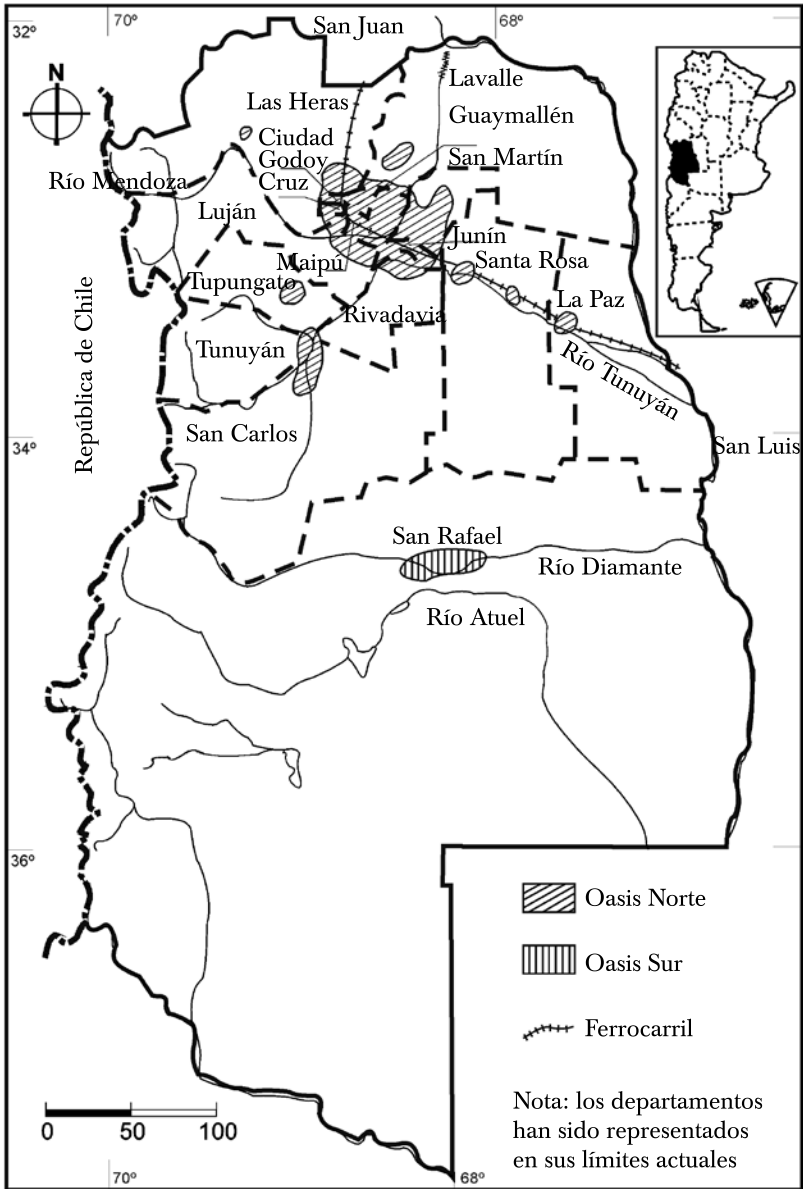 32º
70º
San Juan
68º
N
Lavalle
Las Heras
Guaymallén
Ciudad
Godoy
Cruz
San Martín
Río Mendoza
Luján
Junín
Maipú
Santa Rosa
Tupungato
La Paz
Rivadavia
República de Chile
Tunuyán
Río Tunuyán
San Carlos
34º
San Luis
San Rafael
Río Diamante
Río Atuel
36º
Oasis Norte
Oasis Sur
Ferrocarril
Nota: los departamentos
han sido representados
en sus límites actuales
0 50 100
70º
68º